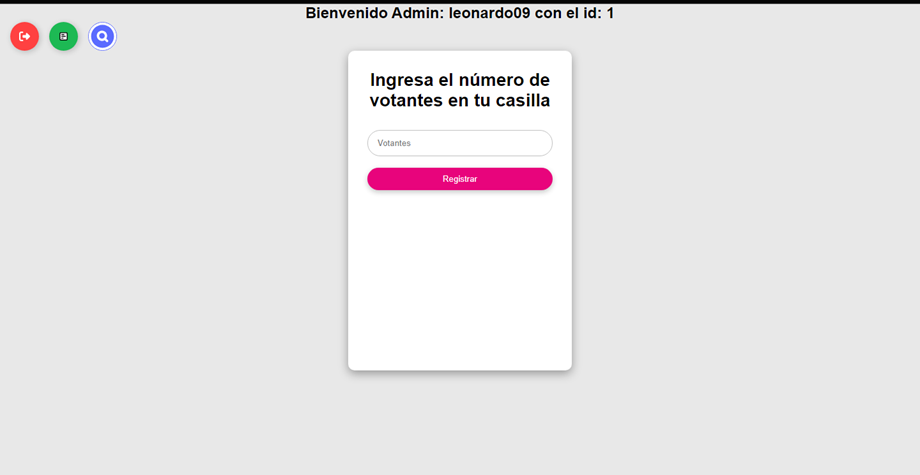 Bienvenido Admin: leonardo09 con el id: 1
Ingresa el número de
votantes en tu casilla
Votantes
Registrar